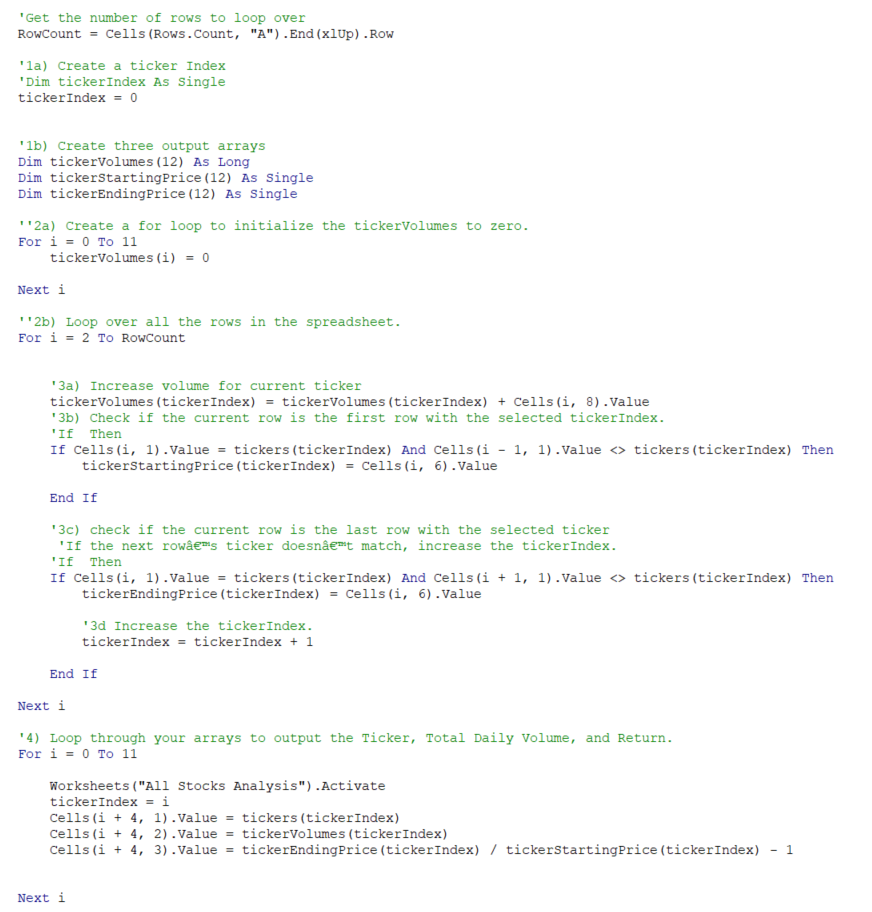 'Get the number of rows to loop over
RowCount = Cells(Rows.Count, "A").End(xlUp).Row
'1a) Create a ticker Index
'Dim tickerIndex As Single
tickerIndex = 0
'1b) Create three output arrays
Dim tickerVolumes(12) As Long
Dim tickerStartingPrice(12) As Single
Dim tickerEndingPrice(12) As Single
''2a) Create a for loop to initialize the tickerVolumes to zero.
For i = 0 To 11
    tickerVolumes(i) = 0
Next i
''2b) Loop over all the rows in the spreadsheet.
For i = 2 To RowCount
    '3a) Increase volume for current ticker
    tickerVolumes(tickerIndex) = tickerVolumes(tickerIndex) + Cells(i, 8).Value
    '3b) Check if the current row is the first row with the selected tickerIndex.
    'If  Then
    If Cells(i, 1).Value = tickers(tickerIndex) And Cells(i - 1, 1).Value <> tickers(tickerIndex) Then
        tickerStartingPrice(tickerIndex) = Cells(i, 6).Value
    End If
    '3c) check if the current row is the last row with the selected ticker
     'If the next rowâ€™s ticker doesnâ€™t match, increase the tickerIndex.
    'If  Then
    If Cells(i, 1).Value = tickers(tickerIndex) And Cells(i + 1, 1).Value <> tickers(tickerIndex) Then
        tickerEndingPrice(tickerIndex) = Cells(i, 6).Value
        '3d Increase the tickerIndex.
        tickerIndex = tickerIndex + 1
    End If
Next i
'4) Loop through your arrays to output the Ticker, Total Daily Volume, and Return.
For i = 0 To 11
    Worksheets("All Stocks Analysis").Activate
    tickerIndex = i
    Cells(i + 4, 1).Value = tickers(tickerIndex)
    Cells(i + 4, 2).Value = tickerVolumes(tickerIndex)
    Cells(i + 4, 3).Value = tickerEndingPrice(tickerIndex) / tickerStartingPrice(tickerIndex) - 1
Next i